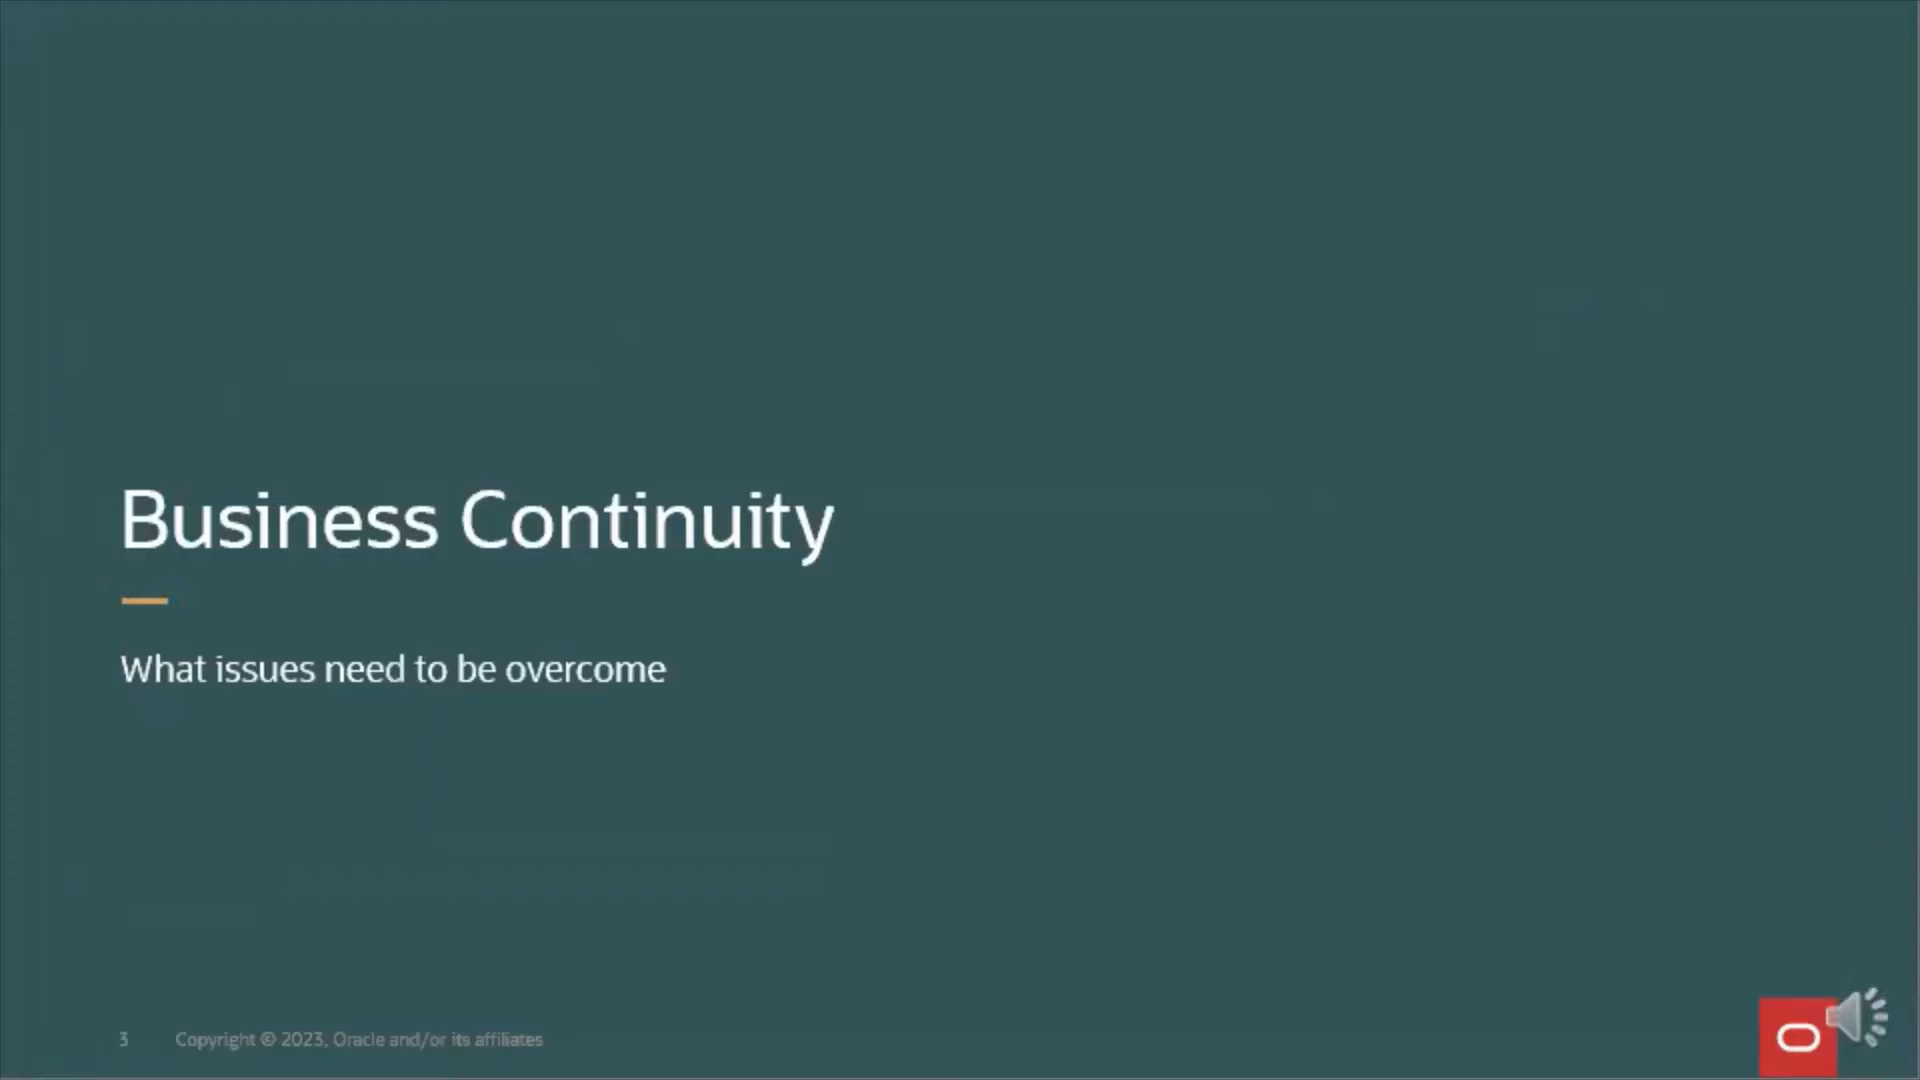 Business Continuity
What issues need to be overcome
3 Copyright © 2023, Oracle and/or its affiliates